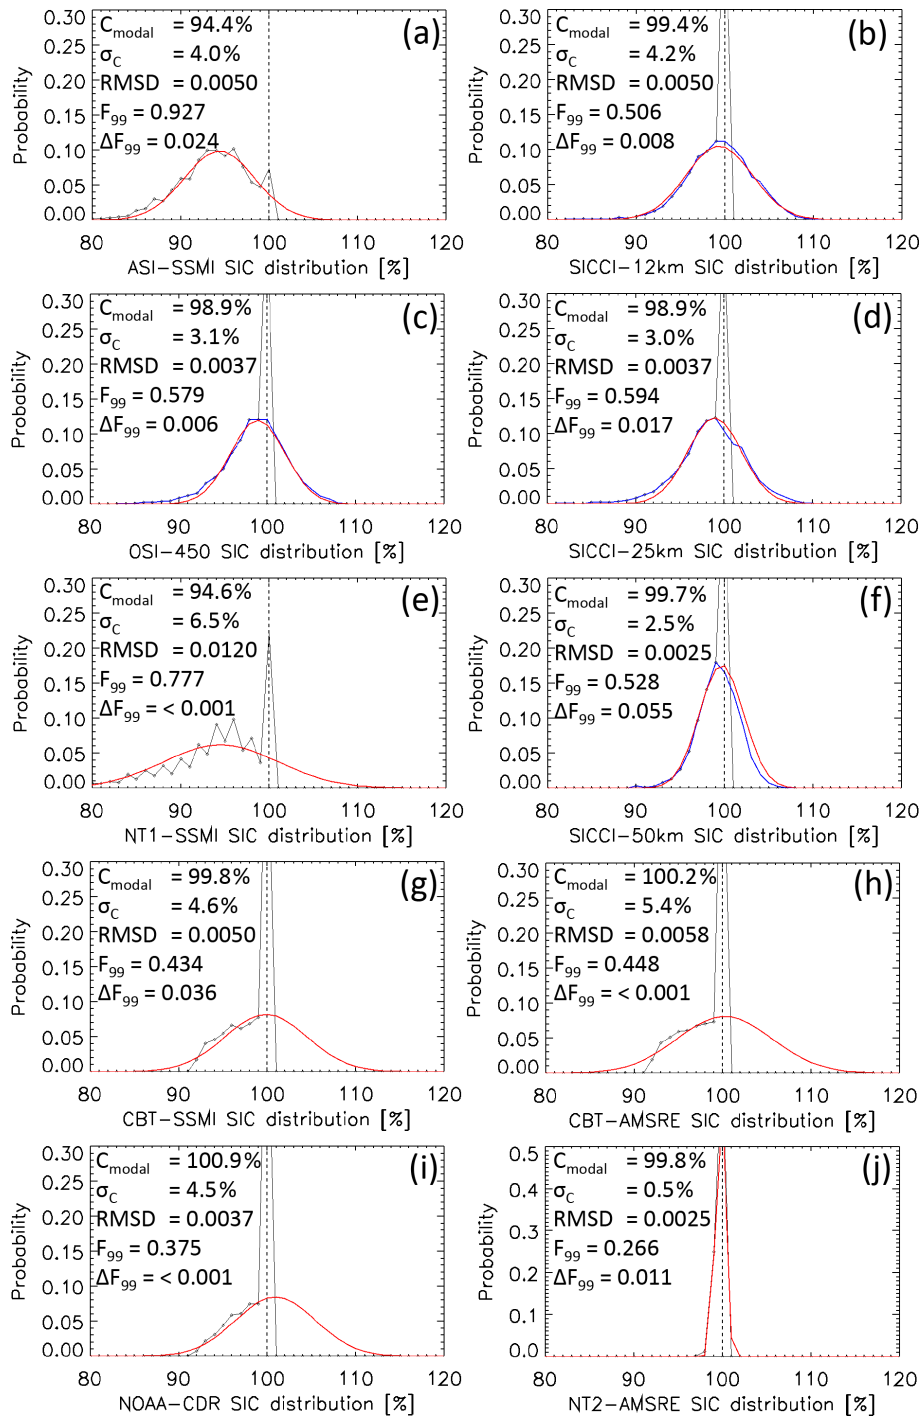 (a)
C modal = 94.4%
σ C = 4.0%
RMSD = 0.0050
F 99 = 0.927
ΔF 99 = 0.024
Probability
0.30
0.25
0.20
0.15
0.10
0.05
0.00
80 90 100 110 120
ASI-SSMI SIC distribution [%]
(b)
C modal = 99.4%
σ C = 4.2%
RMSD = 0.0050
F 99 = 0.506
ΔF 99 = 0.008
Probability
0.30
0.25
0.20
0.15
0.10
0.05
0.00
80 90 100 110 120
SICCI-12km SIC distribution [%]
(c)
C modal = 98.9%
σ C = 3.1%
RMSD = 0.0037
F 99 = 0.579
ΔF 99 = 0.006
Probability
0.30
0.25
0.20
0.15
0.10
0.05
0.00
80 90 100 110 120
OSI-450 SIC distribution [%]
(d)
C modal = 98.9%
σ C = 3.0%
RMSD = 0.0037
F 99 = 0.594
ΔF 99 = 0.017
Probability
0.30
0.25
0.20
0.15
0.10
0.05
0.00
80 90 100 110 120
SICCI-25km SIC distribution [%]
(e)
C modal = 94.6%
σ C = 6.5%
RMSD = 0.0120
F 99 = 0.777
ΔF 99 = < 0.001
Probability
0.30
0.25
0.20
0.15
0.10
0.05
0.00
80 90 100 110 120
NT1-SSMI SIC distribution [%]
(f)
C modal = 99.7%
σ C = 2.5%
RMSD = 0.0025
F 99 = 0.528
ΔF 99 = 0.055
Probability
0.30
0.25
0.20
0.15
0.10
0.05
0.00
80 90 100 110 120
SICCI-50km SIC distribution [%]
(g)
C modal = 99.8%
σ C = 4.6%
RMSD = 0.0050
F 99 = 0.434
ΔF 99 = 0.036
Probability
0.30
0.25
0.20
0.15
0.10
0.05
0.00
80 90 100 110 120
CBT-SSMI SIC distribution [%]
(h)
C modal = 100.2%
σ C = 5.4%
RMSD = 0.0058
F 99 = 0.448
ΔF 99 = < 0.001
Probability
0.30
0.25
0.20
0.15
0.10
0.05
0.00
80 90 100 110 120
CBT-AMSRE SIC distribution [%]
(i)
C modal = 100.9%
σ C = 4.5%
RMSD = 0.0037
F 99 = 0.375
ΔF 99 = < 0.001
Probability
0.30
0.25
0.20
0.15
0.10
0.05
0.00
80 90 100 110 120
NOAA-CDR SIC distribution [%]
(j)
C modal = 99.8%
σ C = 0.5%
RMSD = 0.0025
F 99 = 0.266
ΔF 99 = 0.011
Probability
0.5
0.4
0.3
0.2
0.1
0.0
80 90 100 110 120
NT2-AMSRE SIC distribution [%]